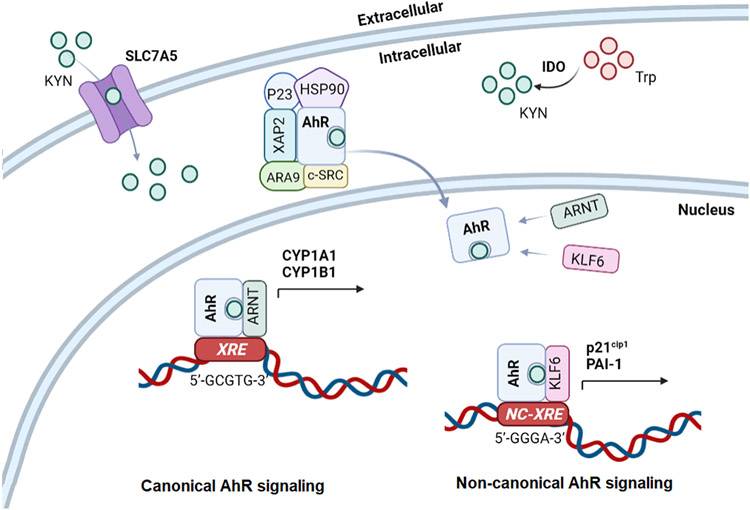 Extracellular
Intracellular
KYN
SLC7A5
P23
HSP90
XAP2
AhR
ARA9
c-SRC
IDO
Trp
KYN
Nucleus
AhR
ARNT
KLF6
CYP1A1
CYP1B1
AhR
ARNT
XRE
5’-GCGTG-3’
p21cip1
PAI-1
AhR
KLF6
NC-XRE
5’-GGGA-3’
Canonical AhR signaling
Non-canonical AhR signaling